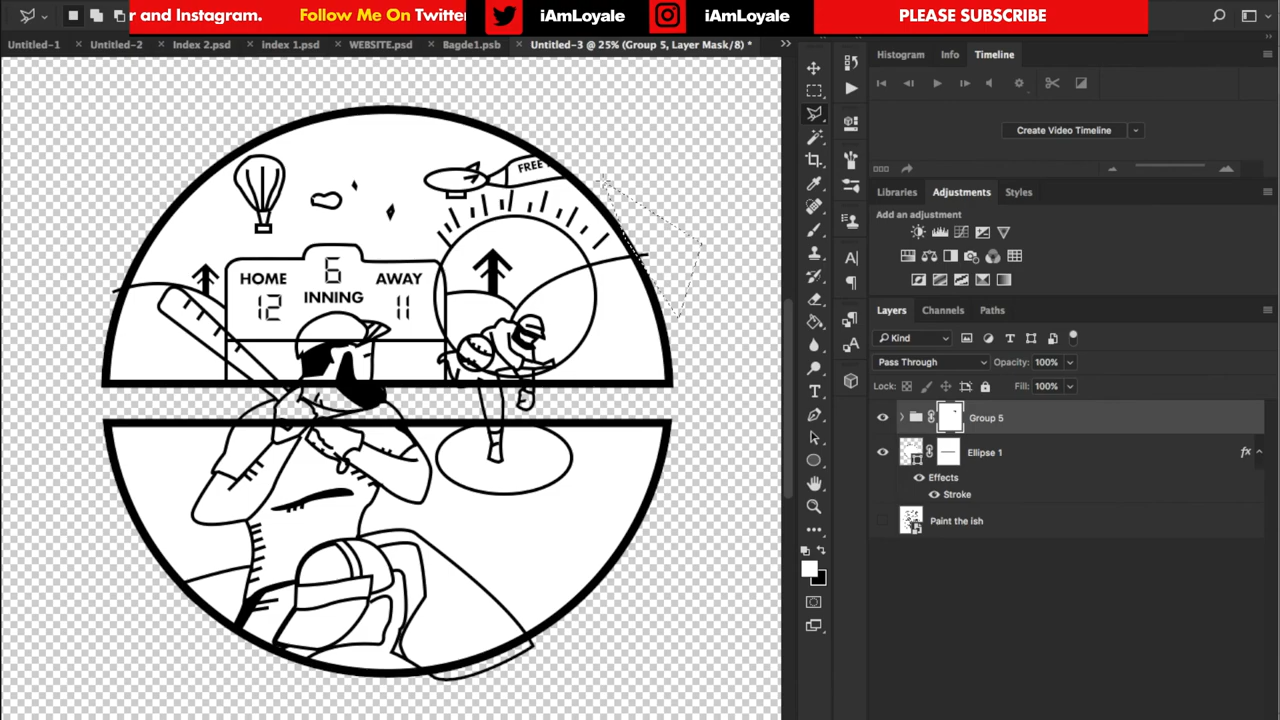 r and Instagram.
Follow Me On Twitter
iAmLoyale
iAmLoyale
PLEASE SUBSCRIBE
Untitled-1
Untitled-2
Index 2.psd
index 1.psd
WEBSITE.psd
Bagde1.psb
Untitled-3 @ 25% (Group 5, Layer Mask/8) *
Histogram
Info
Timeline
Create Video Timeline
Libraries
Adjustments
Styles
Add an adjustment
Layers
Channels
Paths
Kind
Pass Through
Opacity: 100%
Lock:
Fill: 100%
Group 5
Ellipse 1
fx
Effects
Stroke
Paint the ish
FREE
HOME
6
AWAY
12
INNING
11